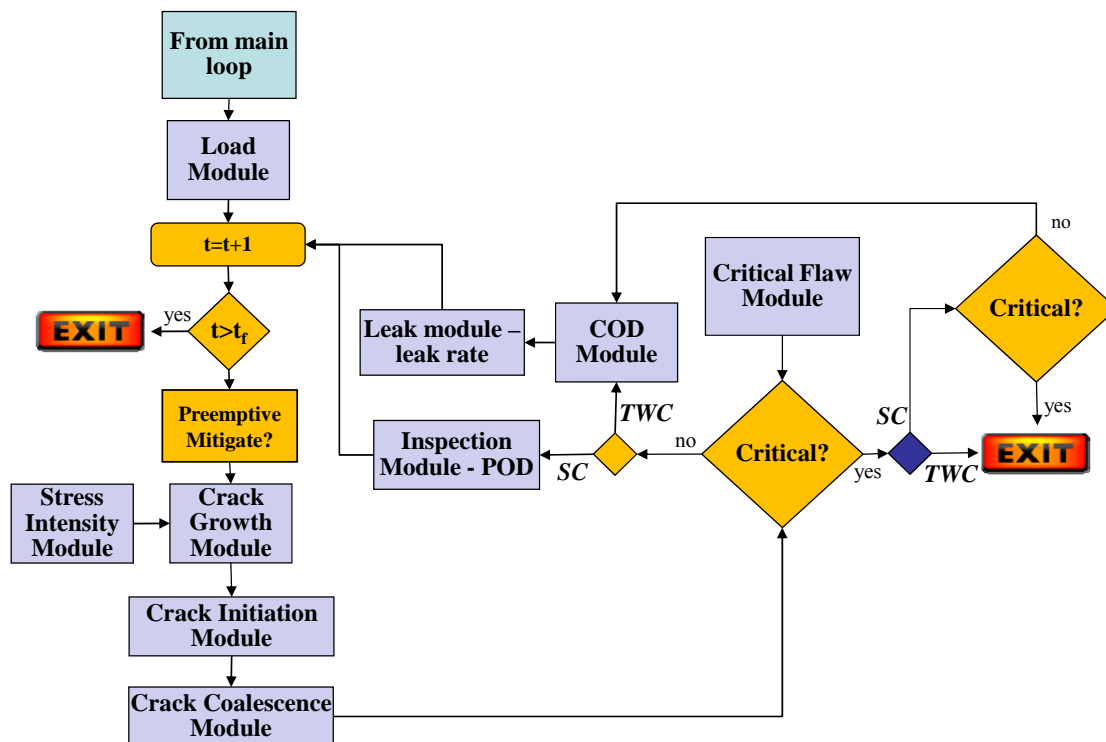 From main
loop
Load
Module
t=t+1
yes
EXIT
t>tf
Preemptive
Mitigate?
Stress
Intensity
Module
Crack
Growth
Module
Crack Initiation
Module
Crack Coalescence
Module
Leak module –
leak rate
COD
Module
Inspection
Module - POD
TWC
SC
no
Critical Flaw
Module
Critical?
yes
SC
TWC
no
Critical?
yes
EXIT